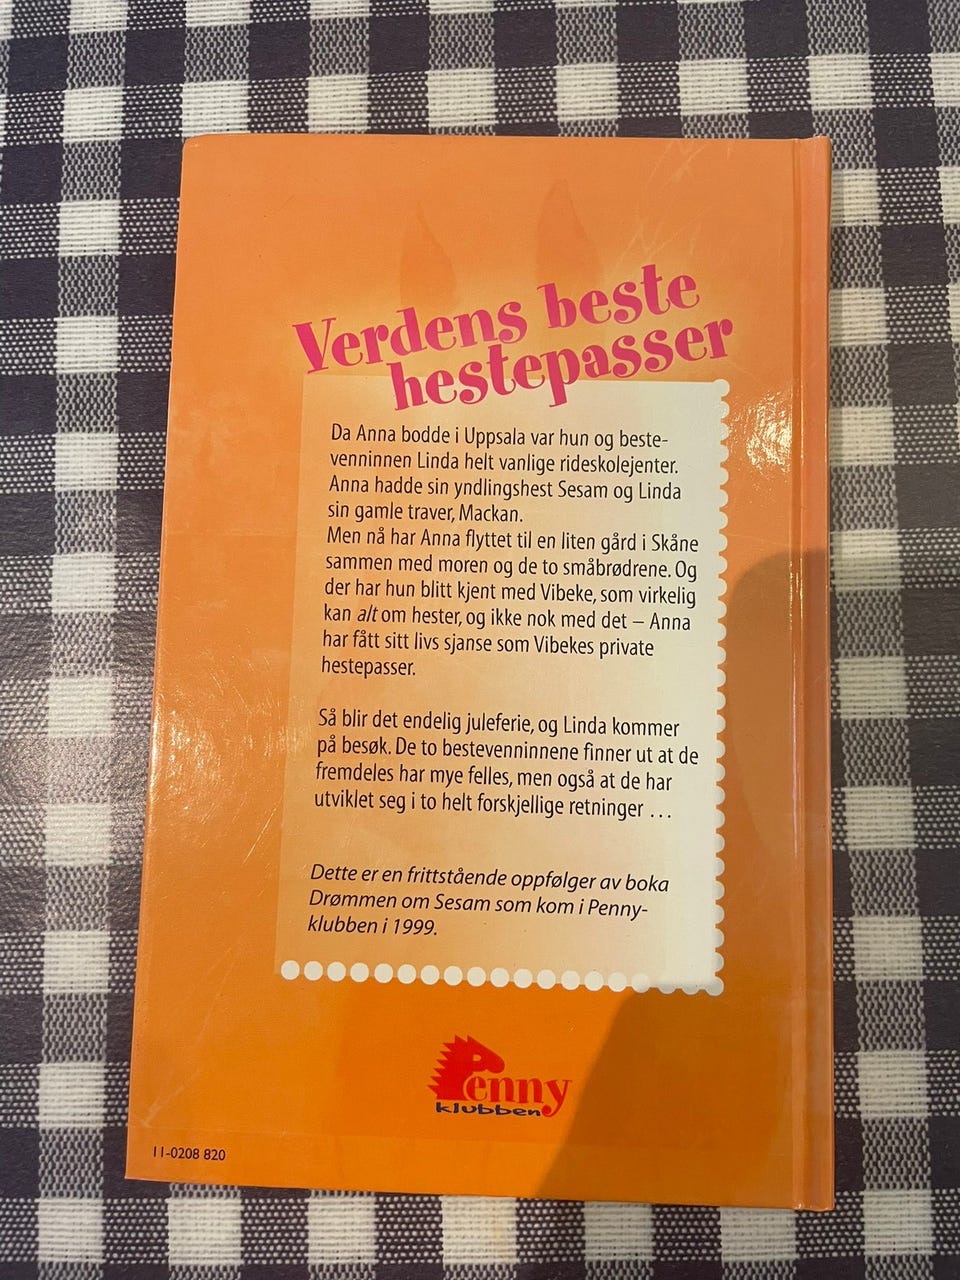 Verdens beste
hestepasser
Da Anna bodde i Uppsala var hun og beste-
venninnen Linda helt vanlige rideskolejenter.
Anna hadde sin yndlingshest Sesam og Linda
sin gamle traver, Mackan.
Men nå har Anna flyttet til en liten gård i Skåne
sammen med moren og de to småbrødrene. Og
der har hun blitt kjent med Vibeke, som virkelig
kan alt om hester, og ikke nok med det – Anna
har fått sitt livs sjanse som Vibekes private
hestepasser.
Så blir det endelig juleferie, og Linda kommer
på besøk. De to bestevenninnene finner ut at de
fremdeles har mye felles, men også at de har
utviklet seg i to helt forskjellige retninger ...
Dette er en frittstående oppfølger av boka
Drømmen om Sesam som kom i Penny-
klubben i 1999.
Penny
klubben
11-0208 820